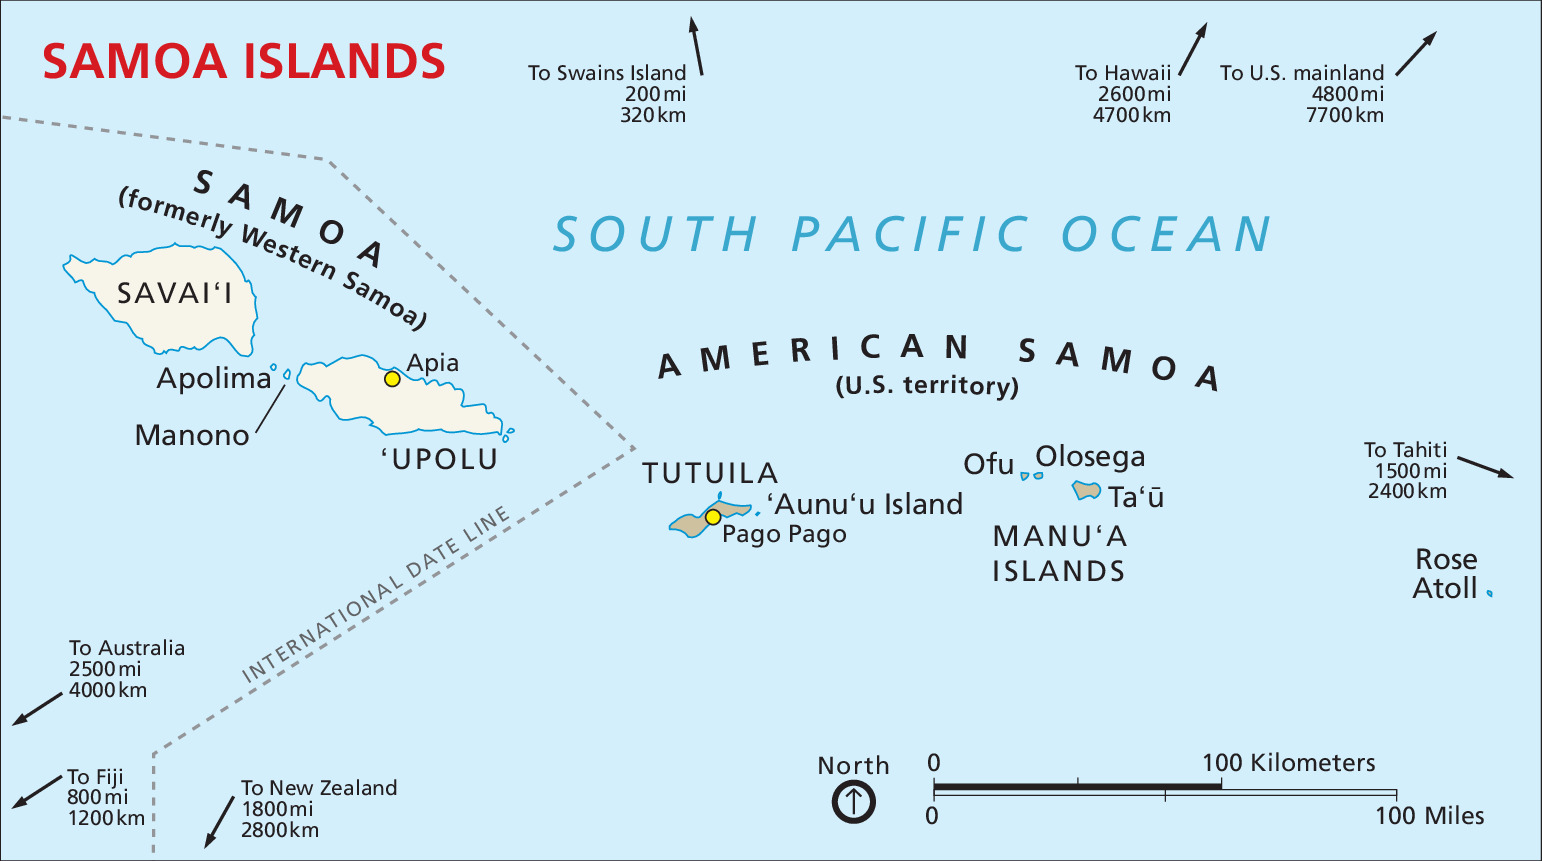 SAMOA ISLANDS
To Swains Island
200 mi
320 km
To Hawaii
2600 mi
4700 km
To U.S. mainland
4800 mi
7700 km
SAMOA
(formerly Western Samoa)
SOUTH PACIFIC OCEAN
SAVAI‘I
Apolima
Manono
Apia
‘UPOLU
AMERICAN SAMOA
(U.S. territory)
TUTUILA
‘Aunu‘u Island
Pago Pago
Ofu
Olosega
Ta‘ū
MANU‘A
ISLANDS
To Tahiti
1500 mi
2400 km
Rose
Atoll
INTERNATIONAL DATE LINE
To Australia
2500 mi
4000 km
To Fiji
800 mi
1200 km
To New Zealand
1800 mi
2800 km
North
0 100 Kilometers
0 100 Miles